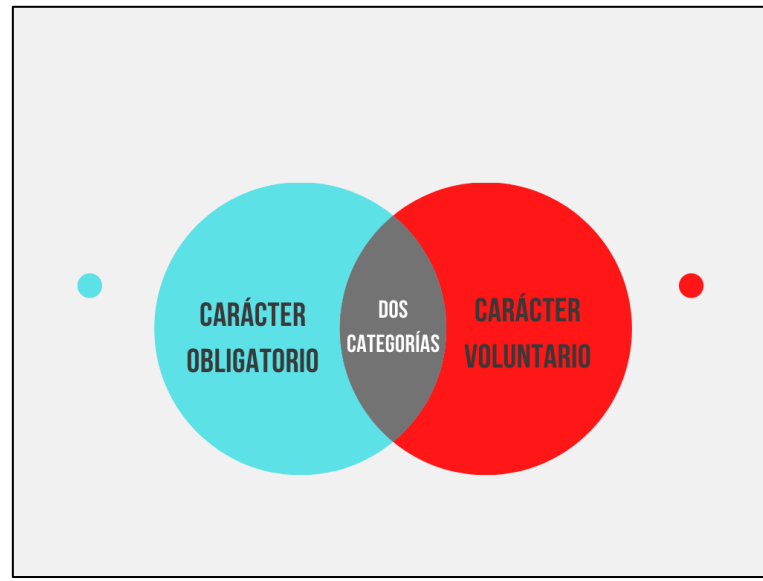 CARÁCTER
OBLIGATORIO
DOS
CATEGORÍAS
CARÁCTER
VOLUNTARIO